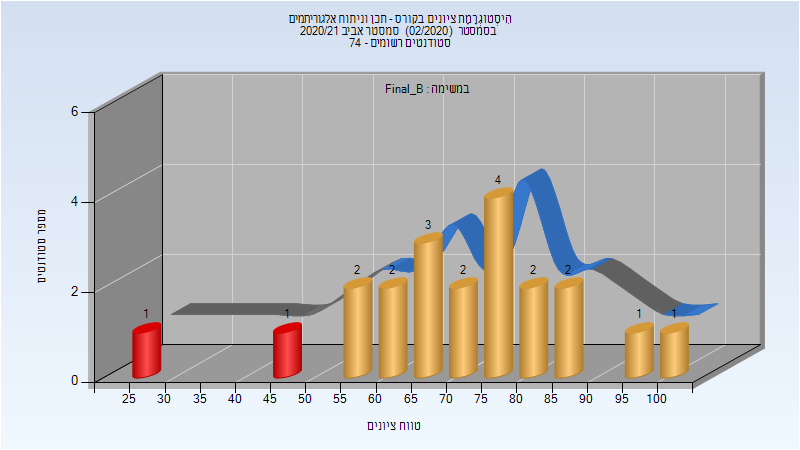 היסטוגרמת ציונים בקורס - תכן וניתוח אלגוריתמים
בסמסטר (02/2020) סמסטר אביב 2020/21
סטודנטים רשומים - 74
במשימה : Final_B
מספר סטודנטים
6
4
2
0
1
1
2
2
3
2
4
2
2
1
1
25 30 35 40 45 50 55 60 65 70 75 80 85 90 95 100
טווח ציונים